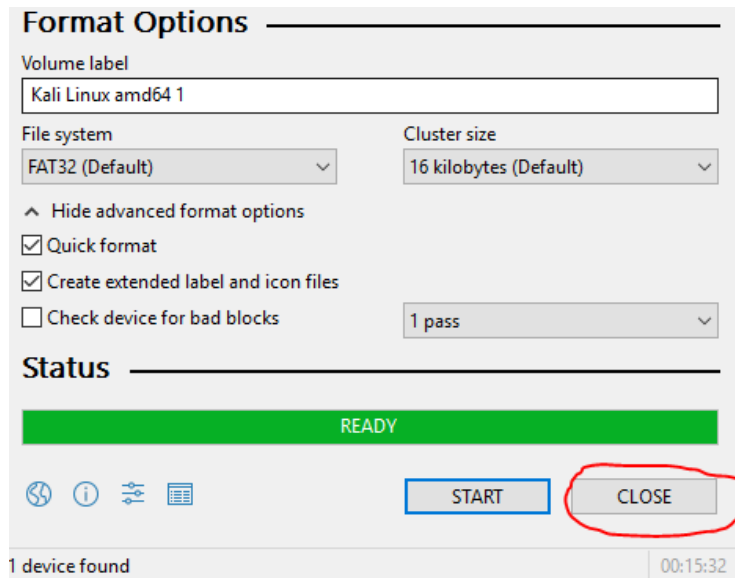 Format Options
Volume label
Kali Linux amd64 1
File system Cluster size
FAT32 (Default) 16 kilobytes (Default)
Hide advanced format options
Quick format
Create extended label and icon files
Check device for bad blocks 1 pass
Status
READY
START CLOSE
1 device found 00:15:32